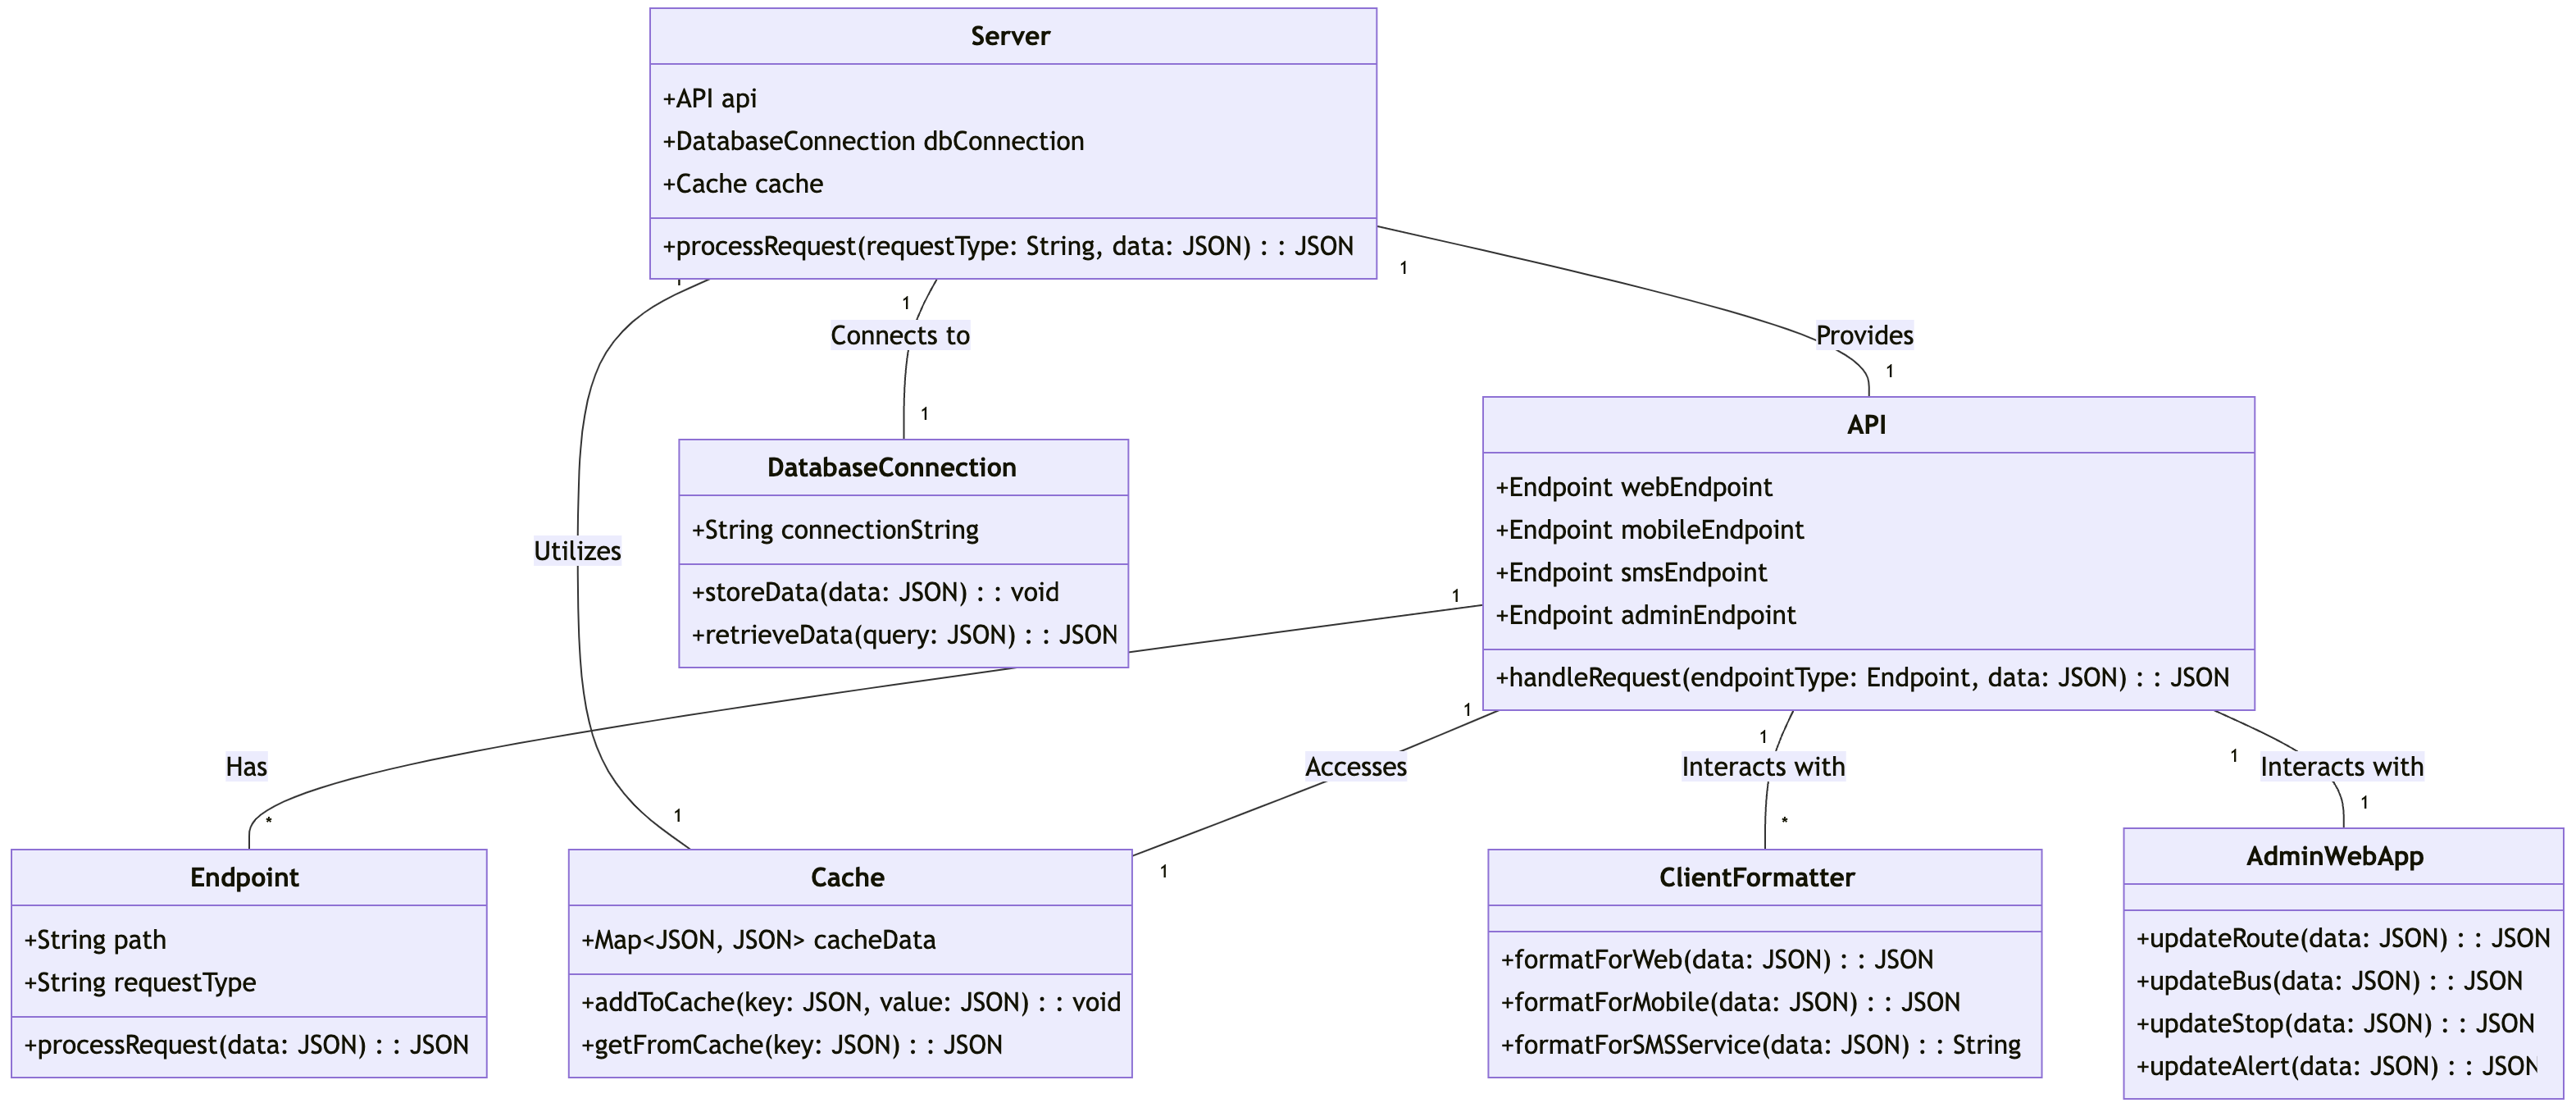 Server
+API api
+DatabaseConnection dbConnection
+Cache cache
+processRequest(requestType: String, data: JSON) : : JSON
1
1
1
Connects to
Provides
1
1
DatabaseConnection
+String connectionString
+storeData(data: JSON) : : void
+retrieveData(query: JSON) : : JSON
API
+Endpoint webEndpoint
+Endpoint mobileEndpoint
+Endpoint smsEndpoint
+Endpoint adminEndpoint
+handleRequest(endpointType: Endpoint, data: JSON) : : JSON
Utilizes
1
1
1
1
Has
Accesses
Interacts with
Interacts with
*
1
1
*
1
Endpoint
+String path
+String requestType
+processRequest(data: JSON) : : JSON
Cache
+Map<JSON, JSON> cacheData
+addToCache(key: JSON, value: JSON) : : void
+getFromCache(key: JSON) : : JSON
ClientFormatter
+formatForWeb(data: JSON) : : JSON
+formatForMobile(data: JSON) : : JSON
+formatForSMSService(data: JSON) : : String
AdminWebApp
+updateRoute(data: JSON) : : JSON
+updateBus(data: JSON) : : JSON
+updateStop(data: JSON) : : JSON
+updateAlert(data: JSON) : : JSON